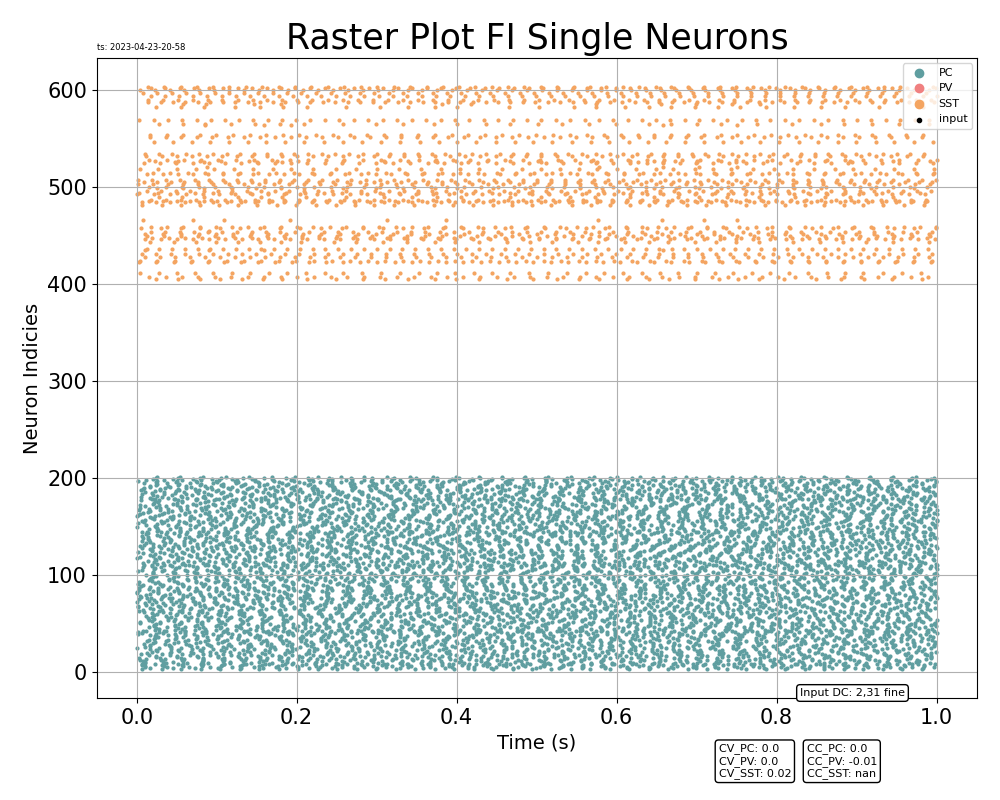 Raster Plot FI Single Neurons
ts: 2023-04-23-20-58
PC
PV
SST
input
600
500
400
300
200
100
0
Neuron Indicies
Input DC: 2,31 fine
0.0 0.2 0.4 0.6 0.8 1.0
Time (s)
CV_PC: 0.0
CV_PV: 0.0
CV_SST: 0.02
CC_PC: 0.0
CC_PV: -0.01
CC_SST: nan